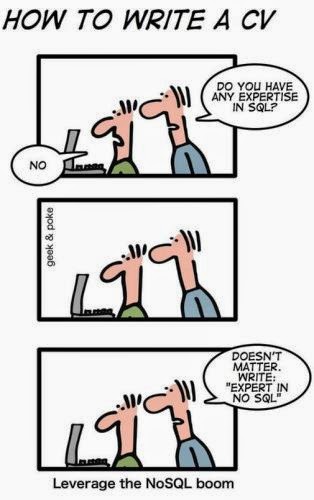 HOW TO WRITE A CV
DO YOU HAVE
ANY EXPERTISE
IN SQL?
NO
geek & poke
DOESN'T
MATTER.
WRITE:
"EXPERT IN
NO SQL"
Leverage the NoSQL boom